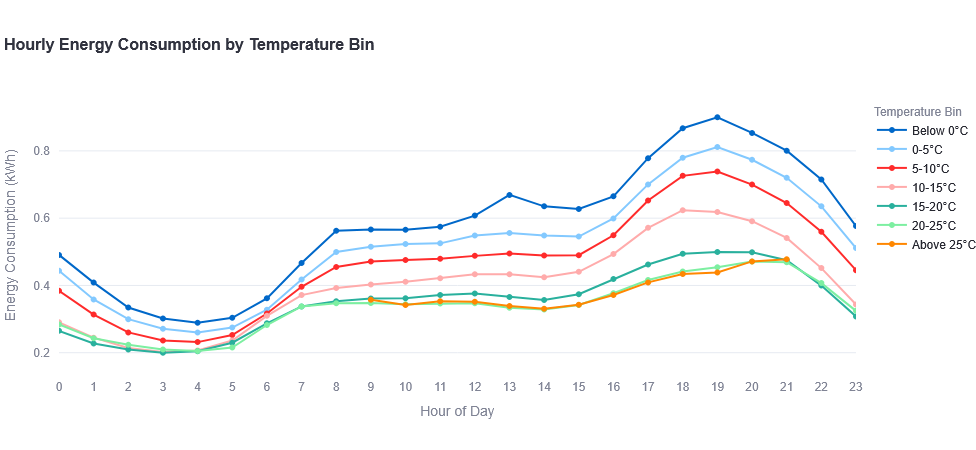 Hourly Energy Consumption by Temperature Bin
Temperature Bin
Below 0°C
0-5°C
5-10°C
10-15°C
15-20°C
20-25°C
Above 25°C
Energy Consumption (kWh)
0.8
0.6
0.4
0.2
0 1 2 3 4 5 6 7 8 9 10 11 12 13 14 15 16 17 18 19 20 21 22 23
Hour of Day